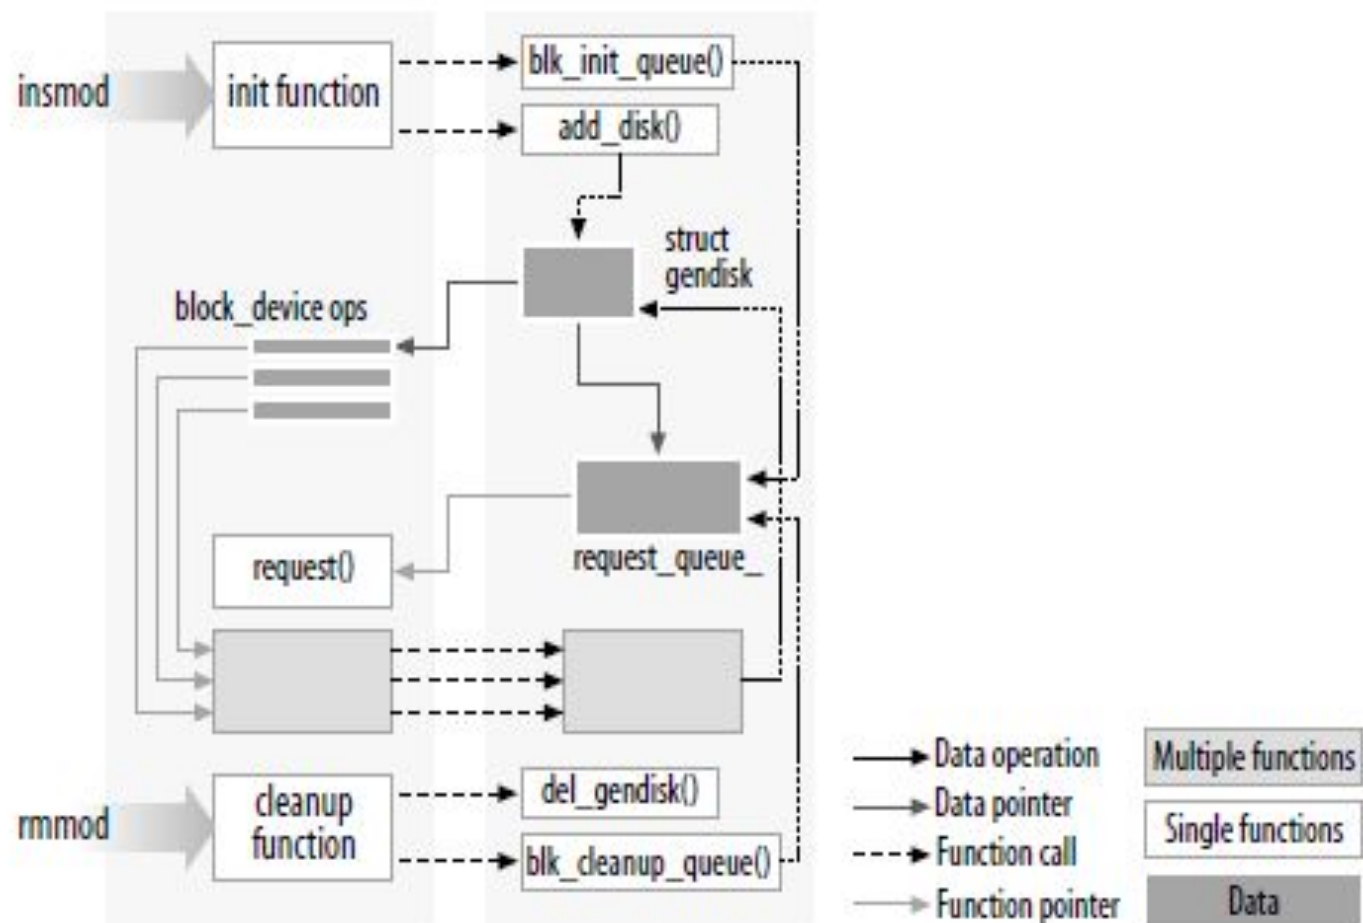 insmod
init function
blk_init_queue()
add_disk()
struct
gendisk
block_device ops
request_queue_
request()
rmmod
cleanup
function
del_gendisk()
blk_cleanup_queue()
Data operation
Data pointer
Function call
Function pointer
Multiple functions
Single functions
Data